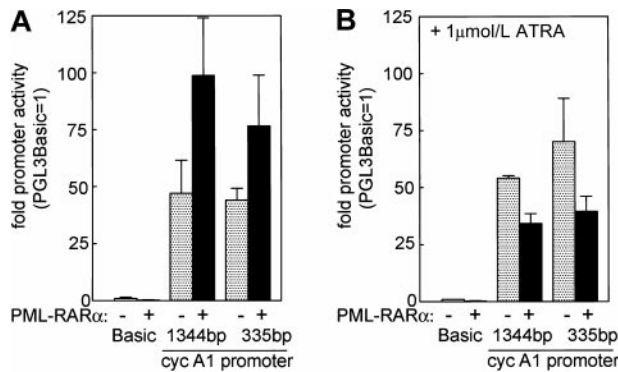 A
fold promoter activity
(PGL3Basic=1)
125
100
75
50
25
0
PML-RARα: - + - + - +
Basic 1344bp 335bp
cyc A1 promoter
B
+ 1μmol/L ATRA
fold promoter activity
(PGL3Basic=1)
125
100
75
50
25
0
PML-RARα: - + - + - +
Basic 1344bp 335bp
cyc A1 promoter